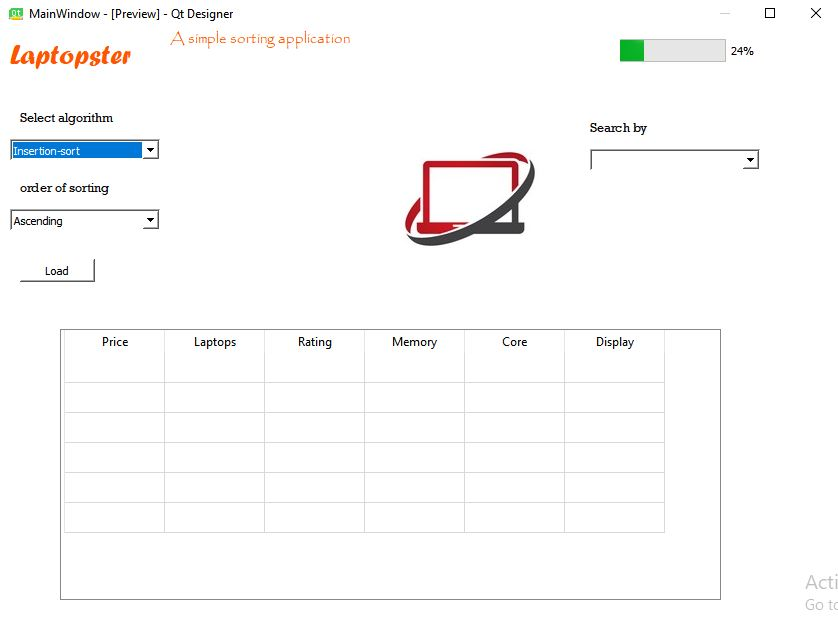 MainWindow - [Preview] - Qt Designer
Laptopster
A simple sorting application
24%
Select algorithm
Insertion-sort
order of sorting
Ascending
Load
Search by
Price Laptops Rating Memory Core Display
Acti
Go to